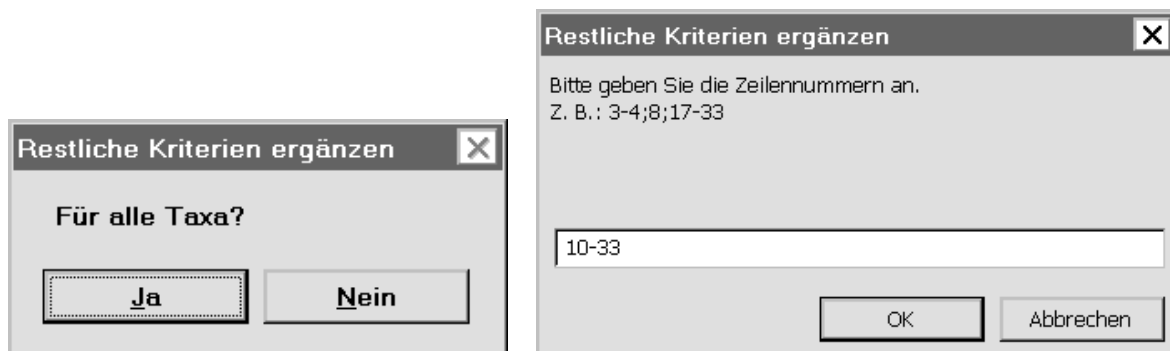 Restliche Kriterien ergänzen
Für alle Taxa?
Ja
Nein
Restliche Kriterien ergänzen
Bitte geben Sie die Zeilennummern an.
Z. B.: 3-4;8;17-33
10-33
OK
Abbrechen